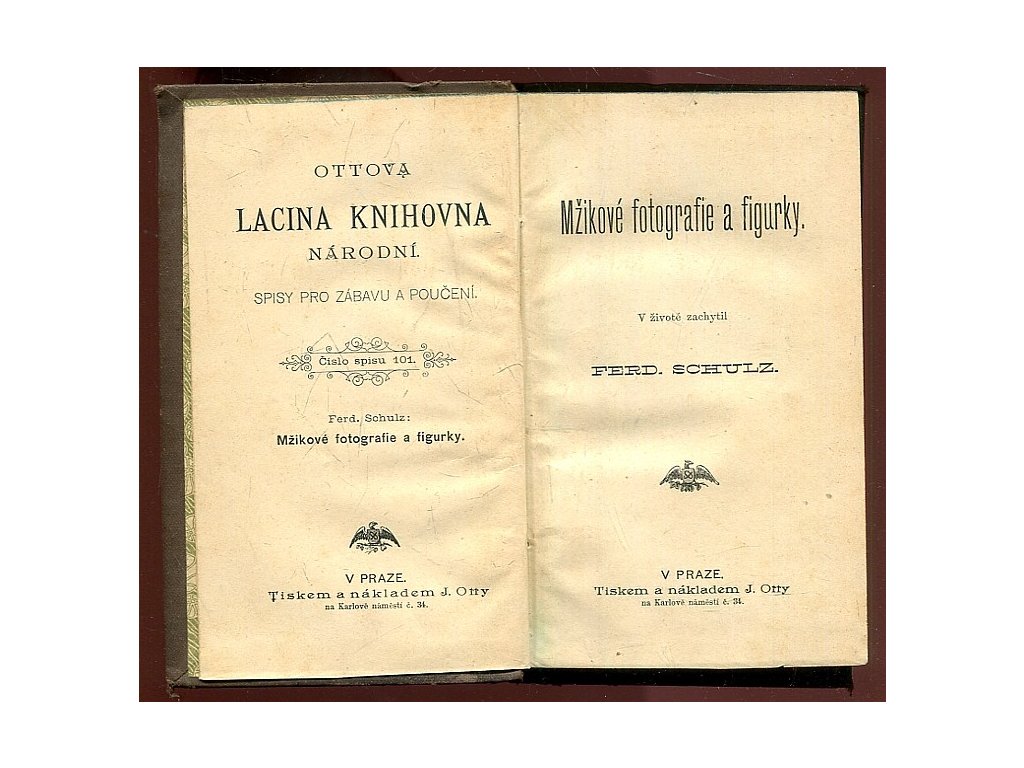 OTTOVA
LACINA KNIHOVNA
NÁRODNÍ.
SPISY PRO ZÁBAVU A POUČENÍ.
Číslo spisu 101.
Ferd. Schulz:
Mžikové fotografie a figurky.
V PRAZE.
Tiskem a nákladem J. Otty
na Karlově náměstí č. 34.
Mžikové fotografie a figurky.
V životě zachytil
FERD. SCHULZ.
V PRAZE.
Tiskem a nákladem J. Otty
na Karlově náměstí č. 34.